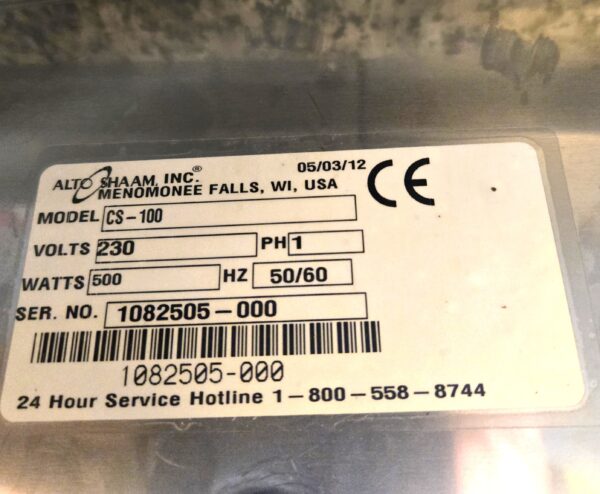 ALTO SHAAM, INC.® 05/03/12 CE
MENOMONEE FALLS, WI, USA
MODEL CS-100
VOLTS 230 PH 1
WATTS 500 HZ 50/60
SER. NO. 1082505-000
1082505-000
24 Hour Service Hotline 1-800-558-8744